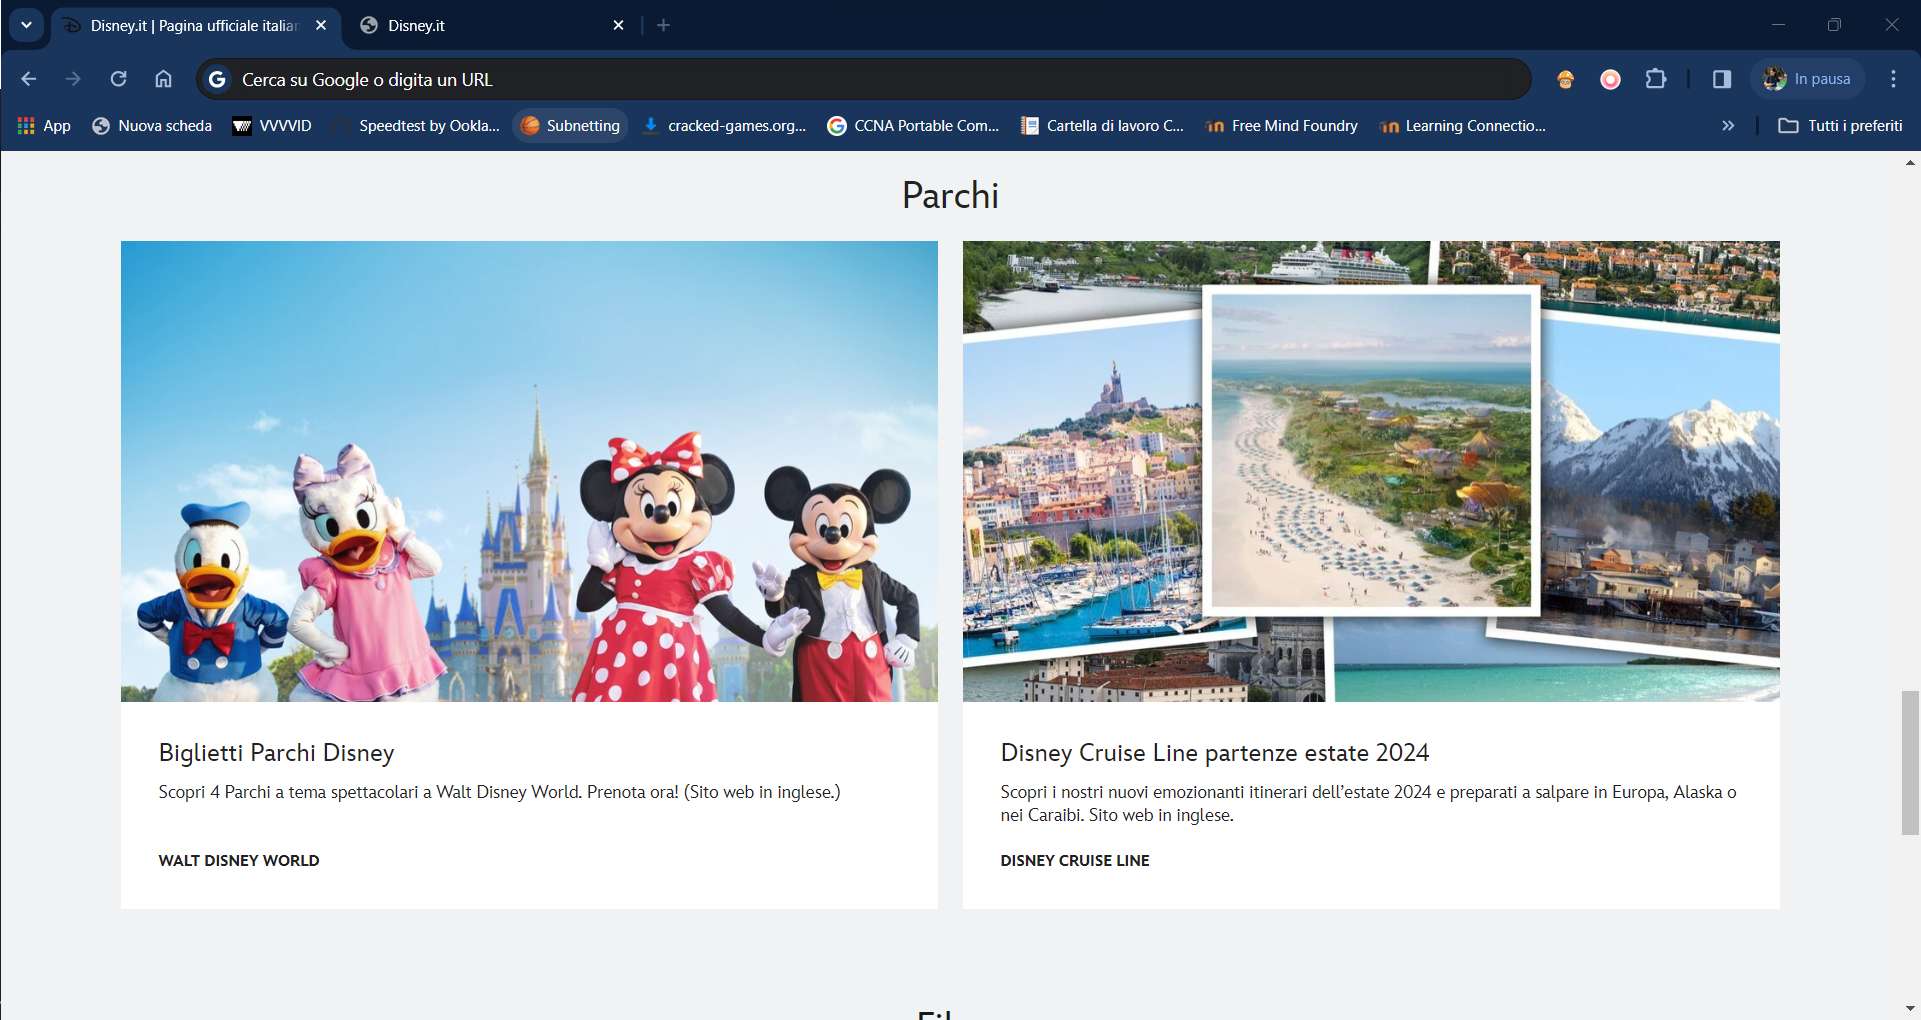 Disney.it | Pagina ufficiale italian
Disney.it
Cerca su Google o digita un URL
In pausa
App
Nuova scheda
VVVVID
Speedtest by Ookla...
Subnetting
cracked-games.org...
CCNA Portable Com...
Cartella di lavoro C...
Free Mind Foundry
Learning Connectio...
Tutti i preferiti
Parchi
Biglietti Parchi Disney
Scopri 4 Parchi a tema spettacolari a Walt Disney World. Prenota ora! (Sito web in inglese.)
WALT DISNEY WORLD
Disney Cruise Line partenze estate 2024
Scopri i nostri nuovi emozionanti itinerari dell'estate 2024 e preparati a salpare in Europa, Alaska o
nei Caraibi. Sito web in inglese.
DISNEY CRUISE LINE